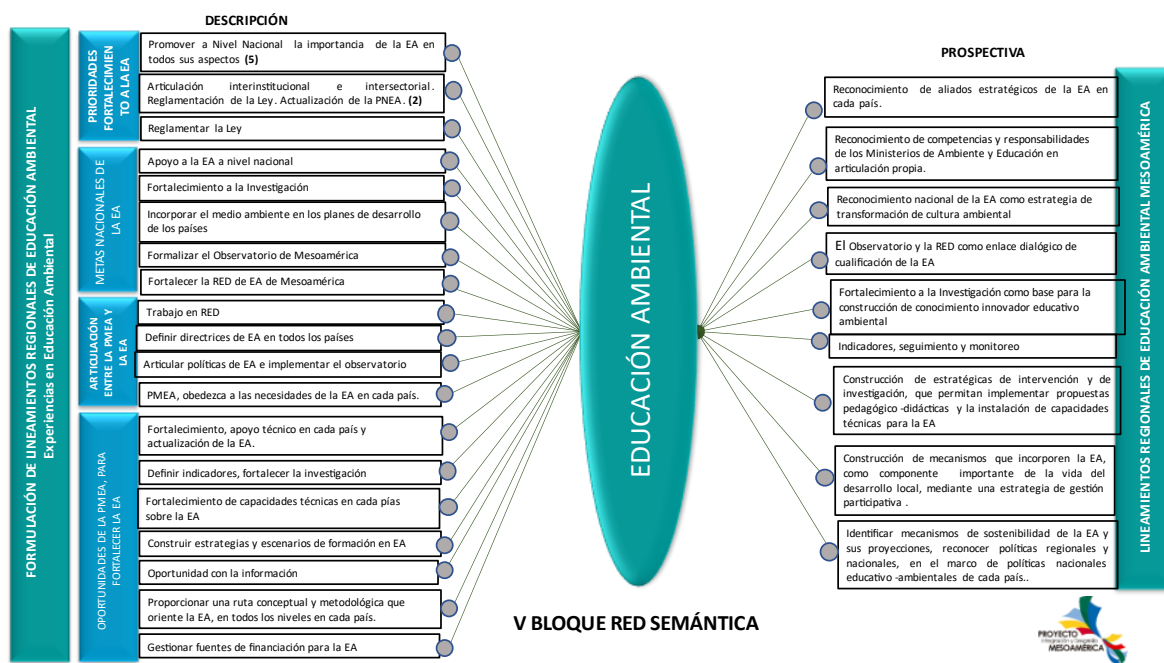 DESCRIPCIÓN
FORMULACIÓN DE LINEAMIENTOS REGIONALES DE EDUCACIÓN AMBIENTAL
Experiencias en Educación Ambiental
PRIORIDADES
FORTALECIMIEN
TO A LA EA
Promover a Nivel Nacional la importancia de la EA en
todos sus aspectos (5)
Articulación interinstitucional e intersectorial.
Reglamentación de la Ley. Actualización de la PNEA. (2)
Reglamentar la Ley
METAS NACIONALES DE
LA EA
Apoyo a la EA a nivel nacional
Fortalecimiento a la Investigación
Incorporar el medio ambiente en los planes de desarrollo
de los países
Formalizar el Observatorio de Mesoamérica
Fortalecer la RED de EA de Mesoamérica
ARTICULACIÓN
ENTRE LA PMEA Y
LA EA
Trabajo en RED
Definir directrices de EA en todos los países
Articular políticas de EA e implementar el observatorio
PMEA, obedezca a las necesidades de la EA en cada país.
OPORTUNIDADES DE LA PMEA, PARA
FORTALECER LA EA
Fortalecimiento, apoyo técnico en cada país y
actualización de la EA.
Definir indicadores, fortalecer la investigación
Fortalecimiento de capacidades técnicas en cada pías
sobre la EA
Construir estrategias y escenarios de formación en EA
Oportunidad con la información
Proporcionar una ruta conceptual y metodológica que
oriente la EA, en todos los niveles en cada país.
Gestionar fuentes de financiación para la EA
EDUCACIÓN AMBIENTAL
V BLOQUE RED SEMÁNTICA
PROSPECTIVA
Reconocimiento de aliados estratégicos de la EA en
cada país.
Reconocimiento de competencias y responsabilidades
de los Ministerios de Ambiente y Educación en
articulación propia.
Reconocimiento nacional de la EA como estrategia de
transformación de cultura ambiental
El Observatorio y la RED como enlace dialógico de
cualificación de la EA
Fortalecimiento a la Investigación como base para la
construcción de conocimiento innovador educativo
ambiental
Indicadores, seguimiento y monitoreo
Construcción de estratégicas de intervención y de
investigación, que permitan implementar propuestas
pedagógico -didácticas y la instalación de capacidades
técnicas para la EA
Construcción de mecanismos que incorporen la EA,
como componente importante de la vida del
desarrollo local, mediante una estrategia de gestión
participativa .
Identificar mecanismos de sostenibilidad de la EA y
sus proyecciones, reconocer políticas regionales y
nacionales, en el marco de políticas nacionales
educativo -ambientales de cada país..
LINEAMIENTOS REGIONALES DE EDUCACIÓN AMBIENTAL MESOAMÉRICA
PROYECTO
Integración y Desarrollo
MESOAMÉRICA